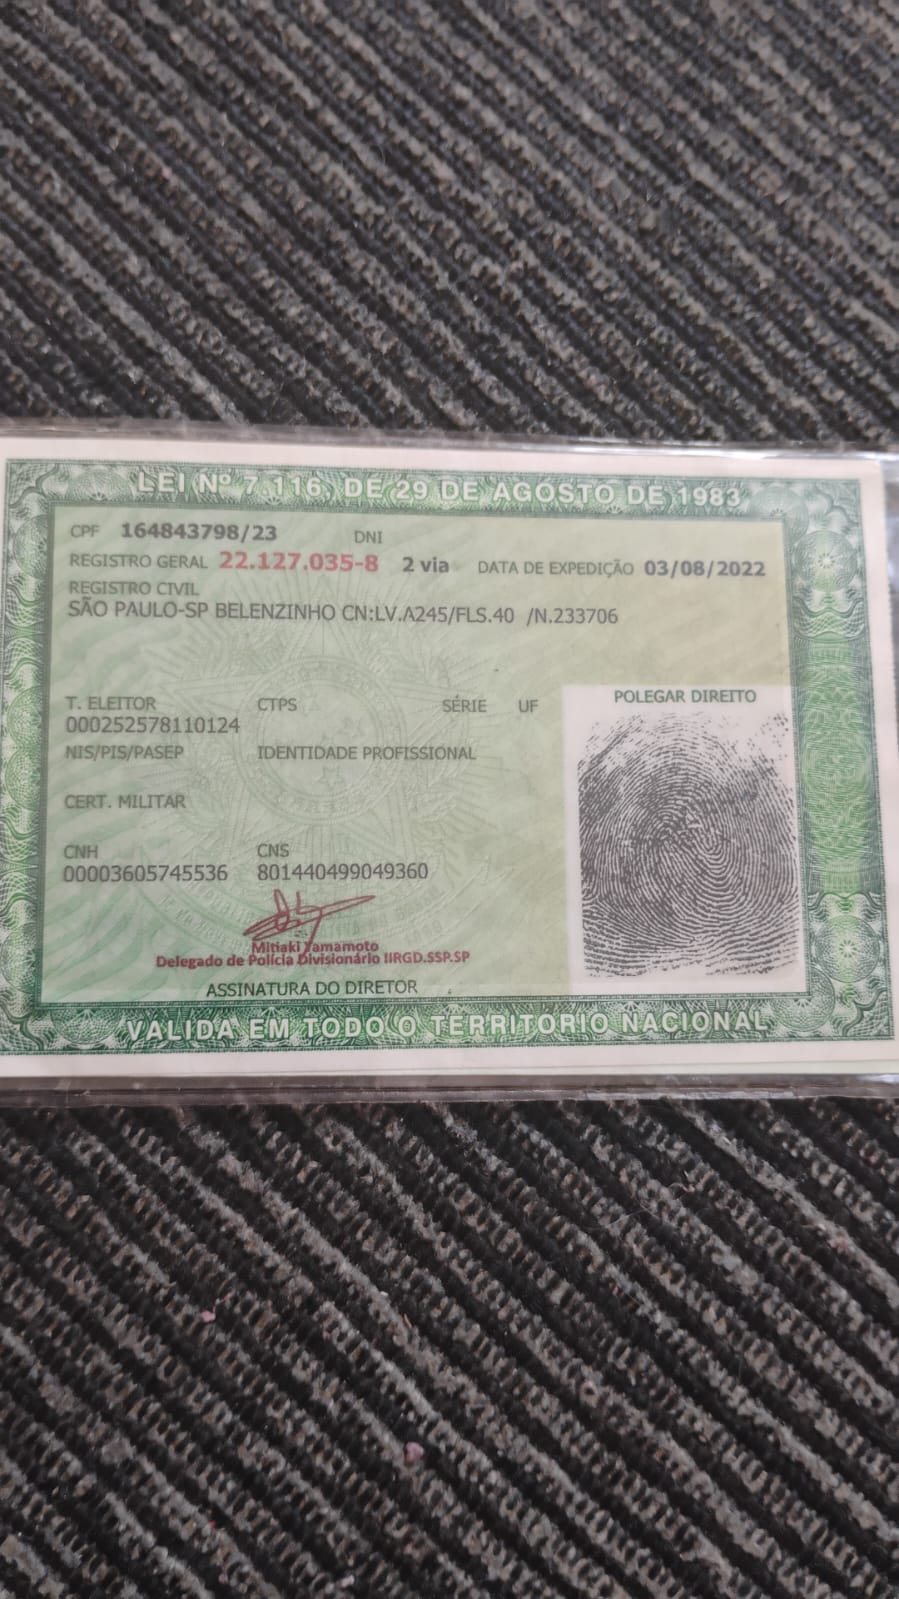 LEI Nº 7.116, DE 29 DE AGOSTO DE 1983
CPF 164843798/23 DNI
REGISTRO GERAL 22.127.035-8 2 via DATA DE EXPEDIÇÃO 03/08/2022
REGISTRO CIVIL
SÃO PAULO-SP BELENZINHO CN:LV.A245/FLS.40 /N.233706
POLEGAR DIREITO
T. ELEITOR CTPS SÉRIE UF
000252578110124
NIS/PIS/PASEP IDENTIDADE PROFISSIONAL
CERT. MILITAR
CNH CNS
00003605745536 801440499049360
Mitiaki Yamamoto
Delegado de Polícia Divisionário IIRGD.SSP.SP
ASSINATURA DO DIRETOR
VALIDA EM TODO O TERRITORIO NACIONAL